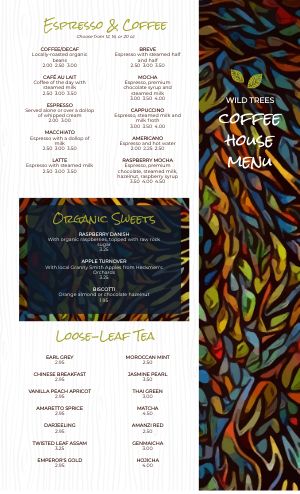 Espresso & Coffee
Choose from 12, 16, or 20 oz
COFFEE/DECAF
Locally-roasted organic
beans
2.00 2.50 3.00
CAFÉ AU LAIT
Coffee of the day with
steamed milk
2.50 3.00 3.50
ESPRESSO
Served alone or over a dollop
of whipped cream
2.00 3.00
MACCHIATO
Espresso with a dollop of
milk
2.50 3.00 3.50
LATTE
Espresso with steamed milk
2.50 3.00 3.50
BREVE
Espresso with steamed half
and half
2.50 3.00 3.50
MOCHA
Espresso, premium
chocolate syrup and
steamed milk
3.00 3.50 4.00
CAPPUCCINO
Espresso, steamed milk and
milk froth
3.00 3.50 4.00
AMERICANO
Espresso and hot water
2.00 2.25 2.50
RASPBERRY MOCHA
Espresso, premium
chocolate, steamed milk,
hazelnut, raspberry syrup
3.50 4.00 4.50
Organic Sweets
RASPBERRY DANISH
With organic raspberries, topped with raw rock
sugar
3.25
APPLE TURNOVER
With local Granny Smith Apples from Heckman's
Orchards
3.25
BISCOTTI
Orange almond or chocolate hazelnut
1.95
Loose-Leaf Tea
EARL GREY
2.95
CHINESE BREAKFAST
2.95
VANILLA PEACH APRICOT
2.95
AMARETTO SPRICE
2.95
DARJEELING
2.95
TWISTED LEAF ASSAM
3.25
EMPEROR'S GOLD
2.95
MOROCCAN MINT
2.50
JASMINE PEARL
3.50
THAI GREEN
3.00
MATCHA
4.50
AMANZI RED
2.50
GENMAICHA
3.00
HOJICHA
4.00
WILD TREES
COFFEE
HOUSE
MENU